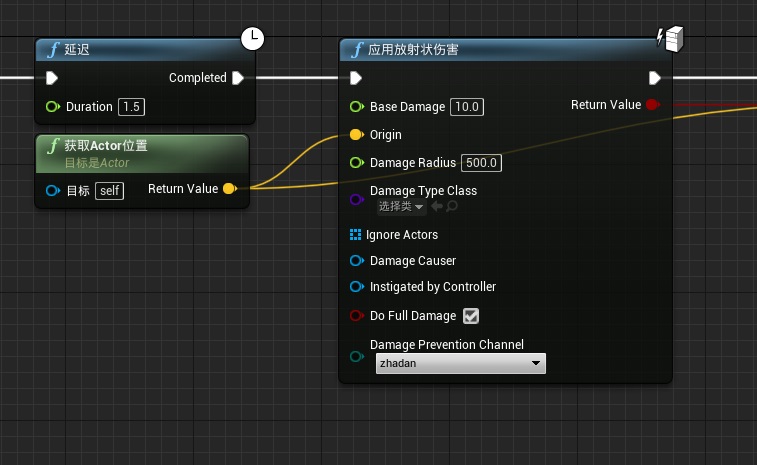 延迟
Completed
Duration 1.5
获取Actor位置
目标是Actor
目标 self Return Value
应用放射状伤害
Base Damage 10.0 Return Value
Origin
Damage Radius 500.0
Damage Type Class
选择类
Ignore Actors
Damage Causer
Instigated by Controller
Do Full Damage
Damage Prevention Channel
zhadan